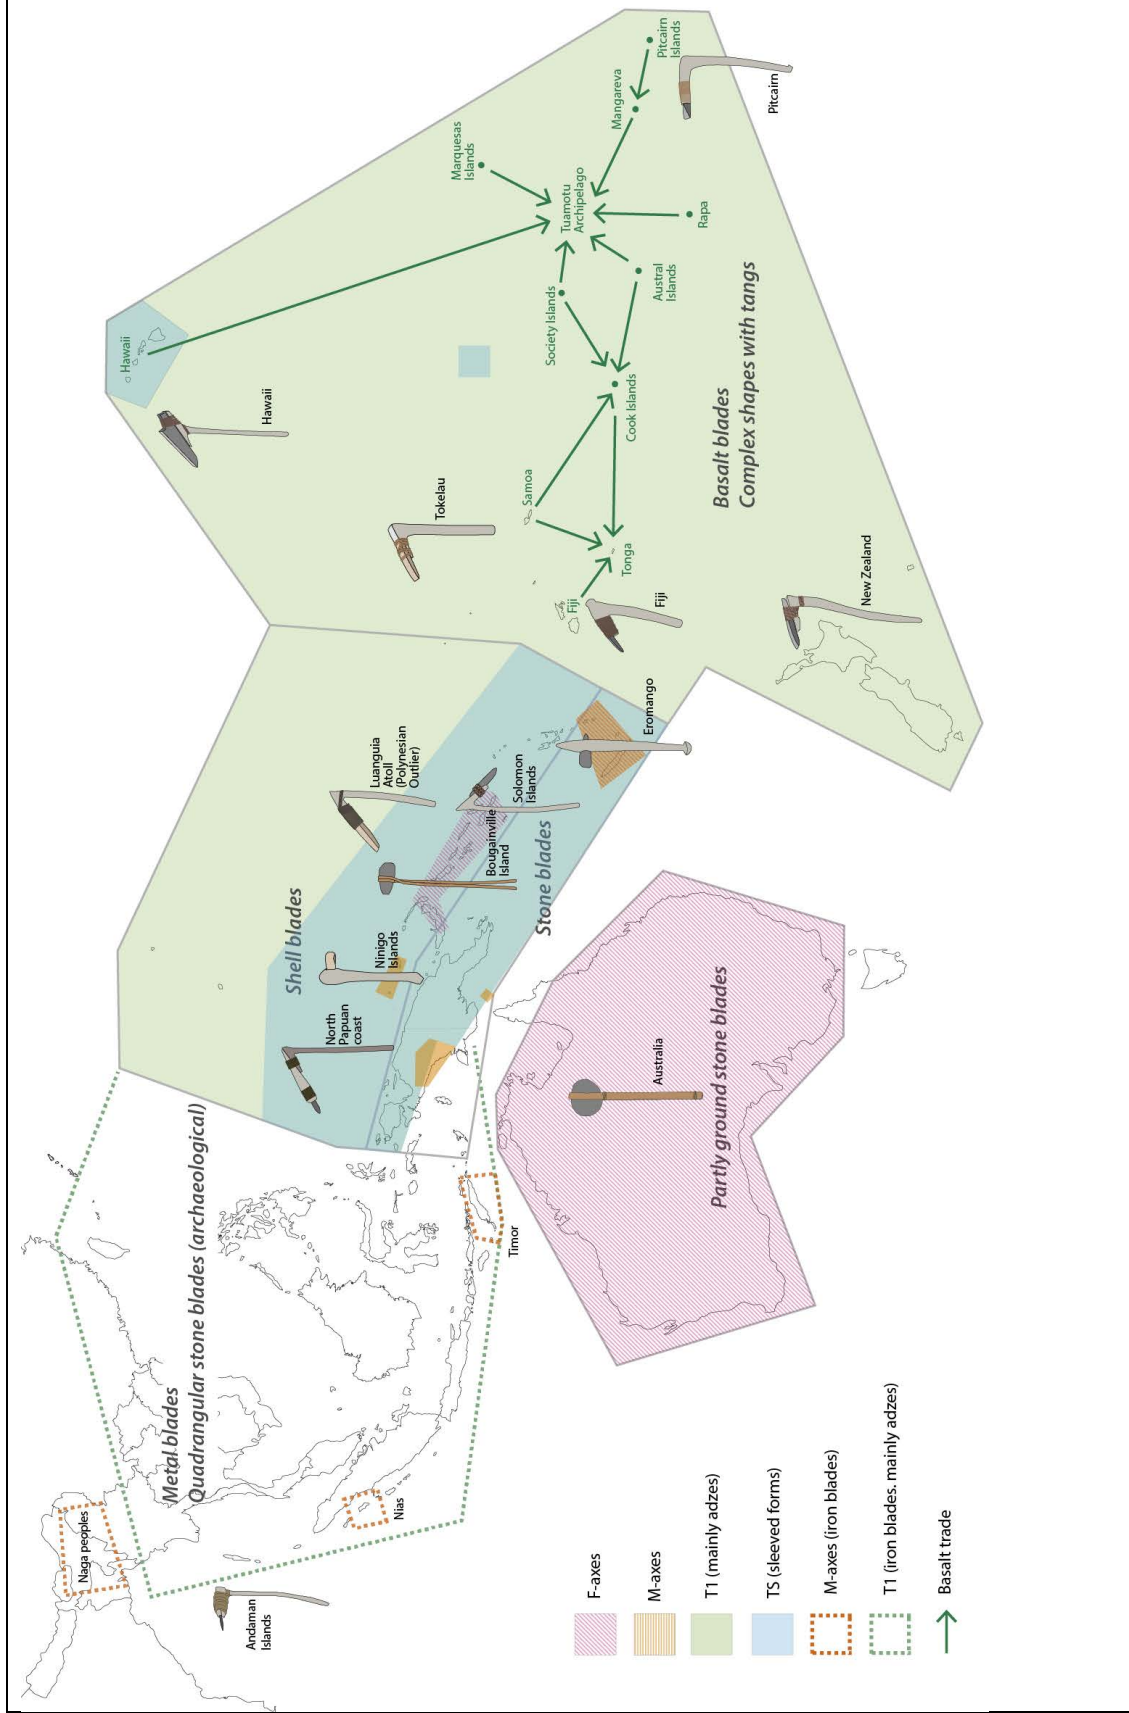 Metal blades
Quadrangular stone blades (archaeological)
Naga peoples
Andaman
Islands
Nias
Timor
Shell blades
Stone blades
North
Papuan
coast
Ninigo
Islands
Bougainville
Island
Luanguia
Atoll
(Polynesian
Outlier)
Solomon
Islands
Eromango
Australia
Partly ground stone blades
Hawaii
Hawaii
Tokelau
Samoa
Fiji
Fiji
Tonga
Cook Islands
Society Islands
Austral
Islands
Tuamotu
Archipelago
Marquesas
Islands
Rapa
Mangareva
Pitcairn
Islands
Pitcairn
Basalt blades
Complex shapes with tangs
New Zealand
F-axes
M-axes
T1 (mainly adzes)
TS (sleeved forms)
M-axes (iron blades)
T1 (iron blades. mainly adzes)
Basalt trade